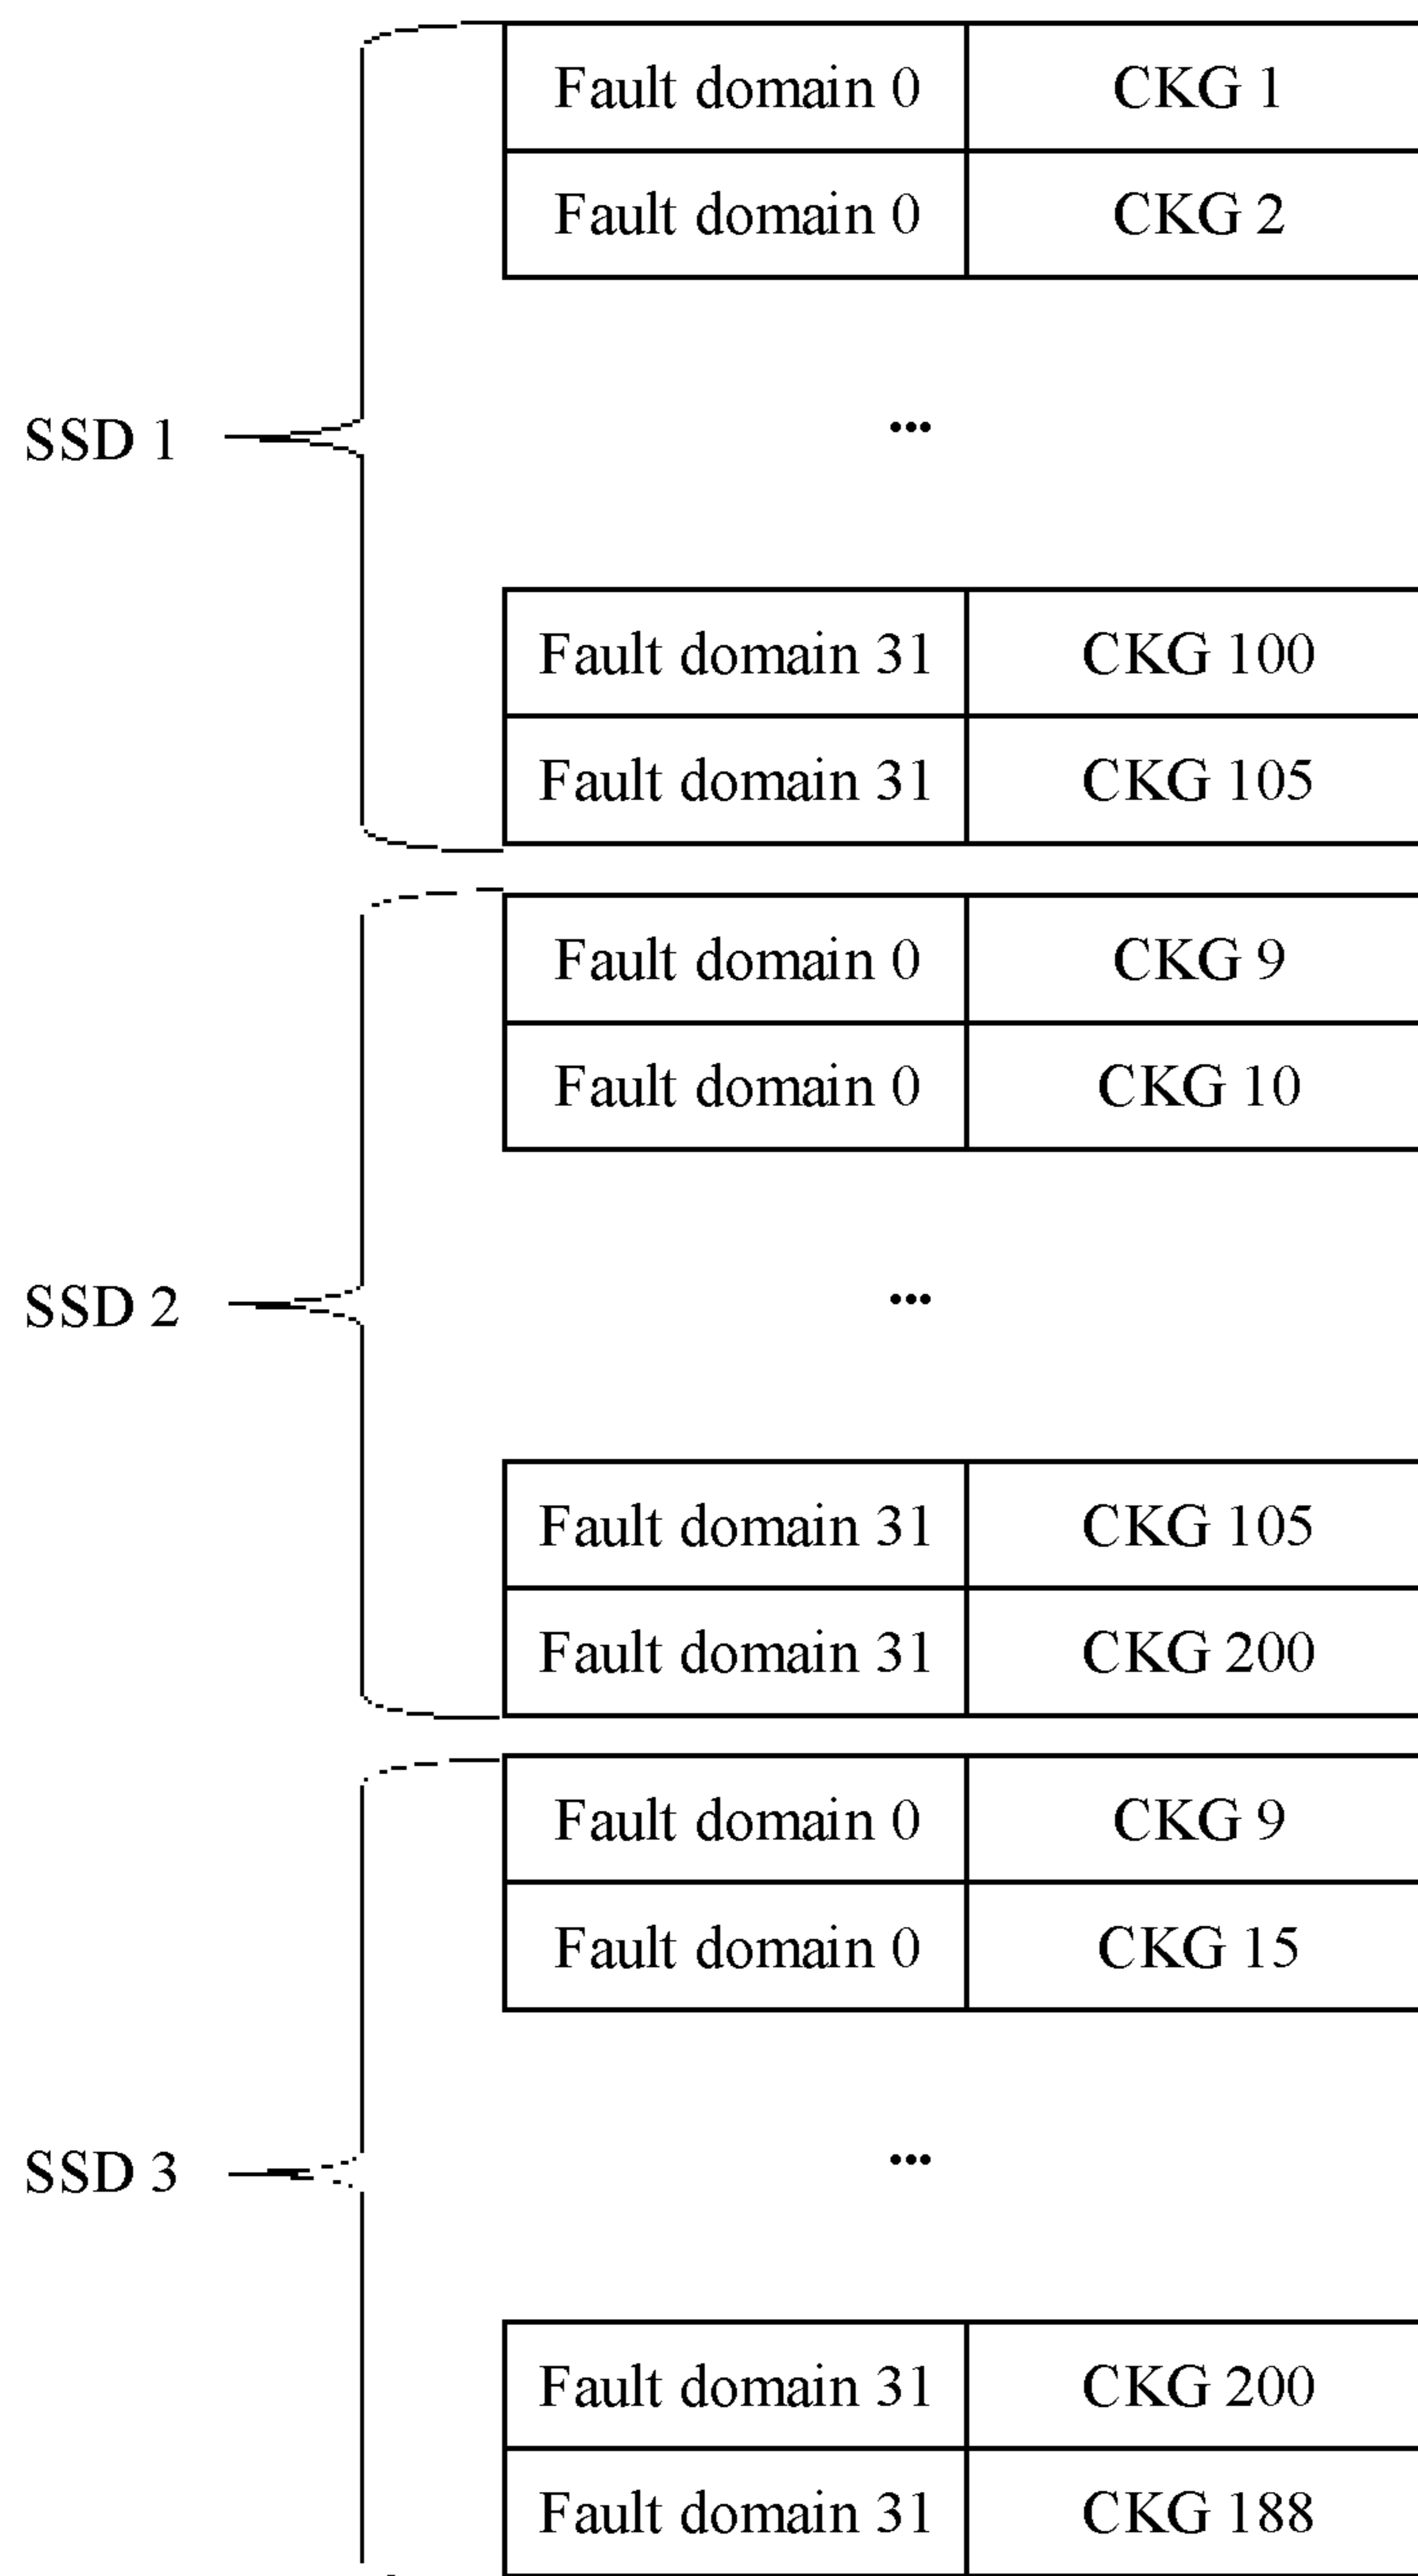 Fault domain 0 CKG 1
Fault domain 0 CKG 2
SSD 1 ...
Fault domain 31 CKG 100
Fault domain 31 CKG 105
Fault domain 0 CKG 9
Fault domain 0 CKG 10
SSD 2 ...
Fault domain 31 CKG 105
Fault domain 31 CKG 200
Fault domain 0 CKG 9
Fault domain 0 CKG 15
SSD 3 ...
Fault domain 31 CKG 200
Fault domain 31 CKG 188